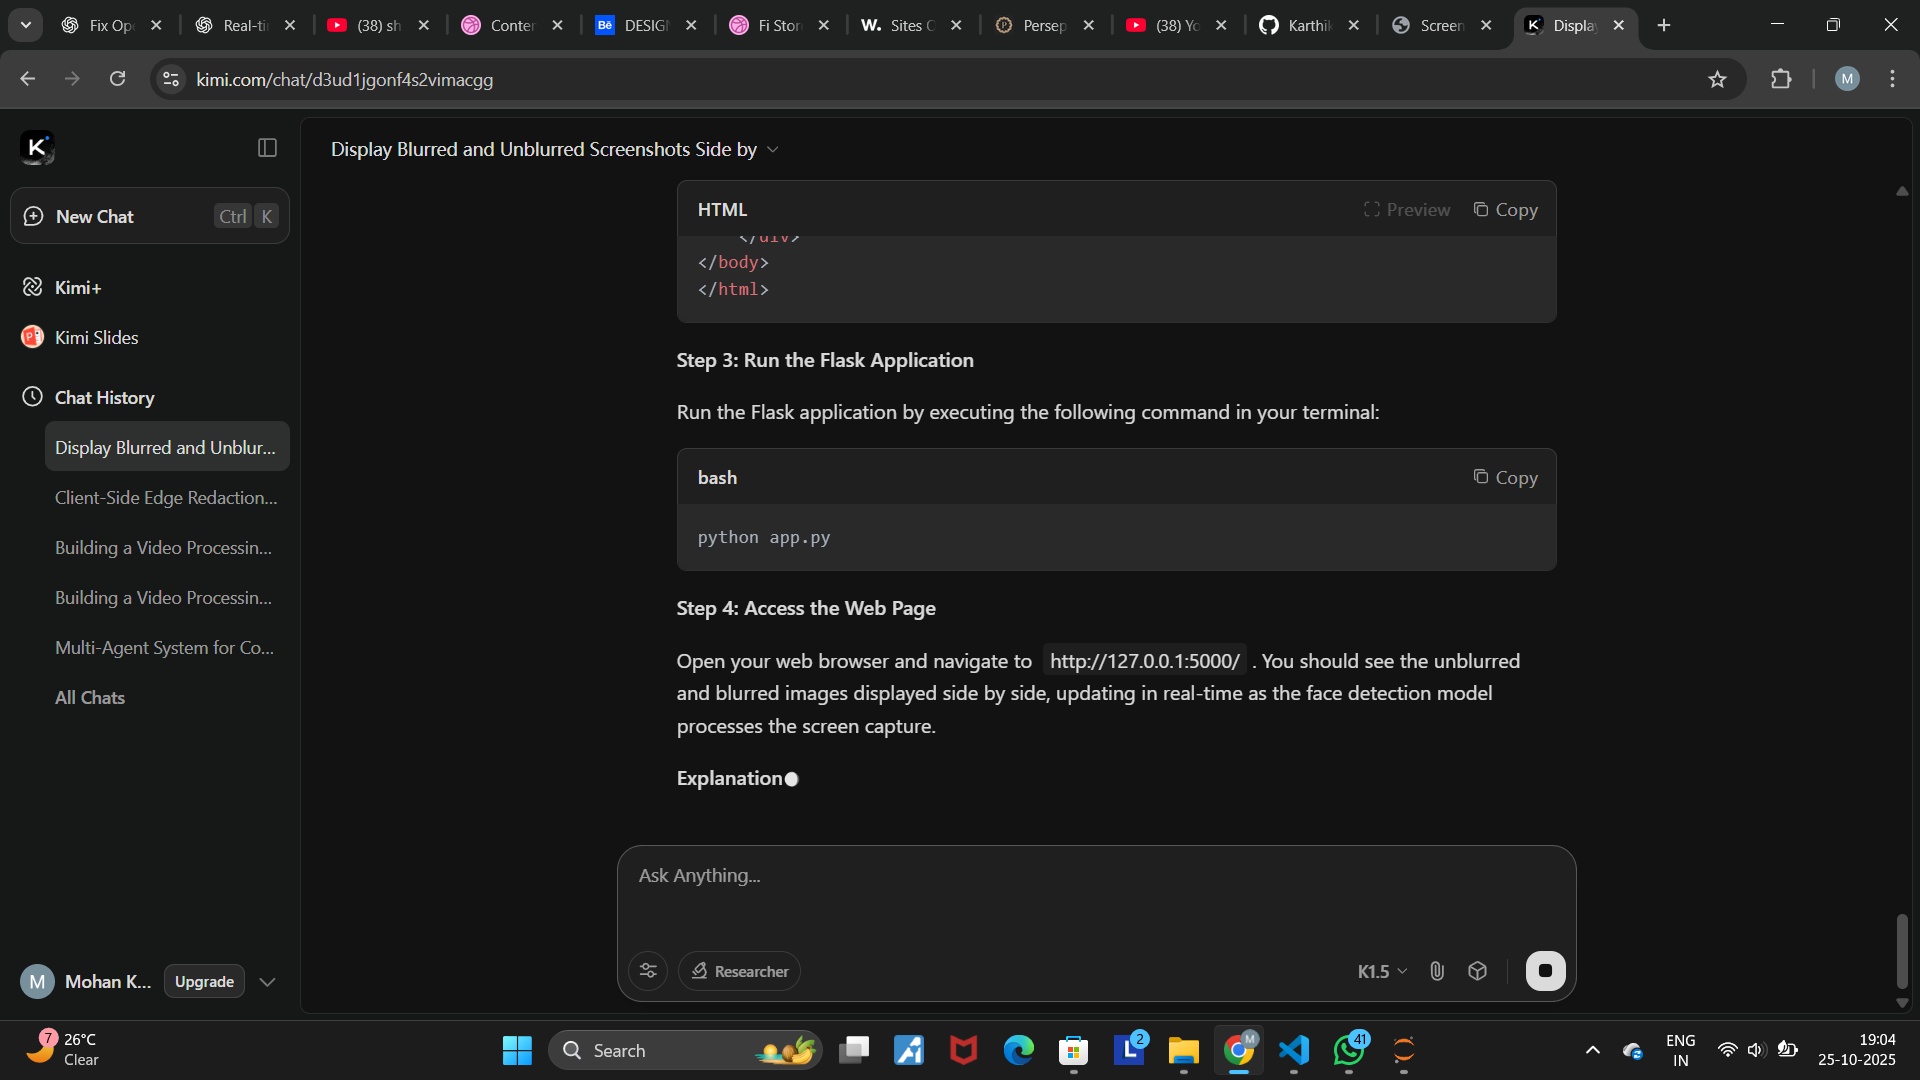 Fix Op
Real-ti
(38) sh
Conter
Bē DESIGI
Fi Stor
W. Sites C
P Persep
(38) Yo
Karthik
Screen
K Display
kimi.com/chat/d3ud1jgonf4s2vimacgg
M
K
Display Blurred and Unblurred Screenshots Side by
New Chat Ctrl K
Kimi+
P Kimi Slides
Chat History
Display Blurred and Unblur...
Client-Side Edge Redaction...
Building a Video Processin...
Building a Video Processin...
Multi-Agent System for Co...
All Chats
HTML Preview Copy
</div>
</body>
</html>
Step 3: Run the Flask Application
Run the Flask application by executing the following command in your terminal:
bash Copy
python app.py
Step 4: Access the Web Page
Open your web browser and navigate to http://127.0.0.1:5000/ . You should see the unblurred
and blurred images displayed side by side, updating in real-time as the face detection model
processes the screen capture.
Explanation
Ask Anything...
Researcher
K1.5
M Mohan K... Upgrade
7 26°C
Clear
Search
L 2
M
41
ENG
IN
19:04
25-10-2025